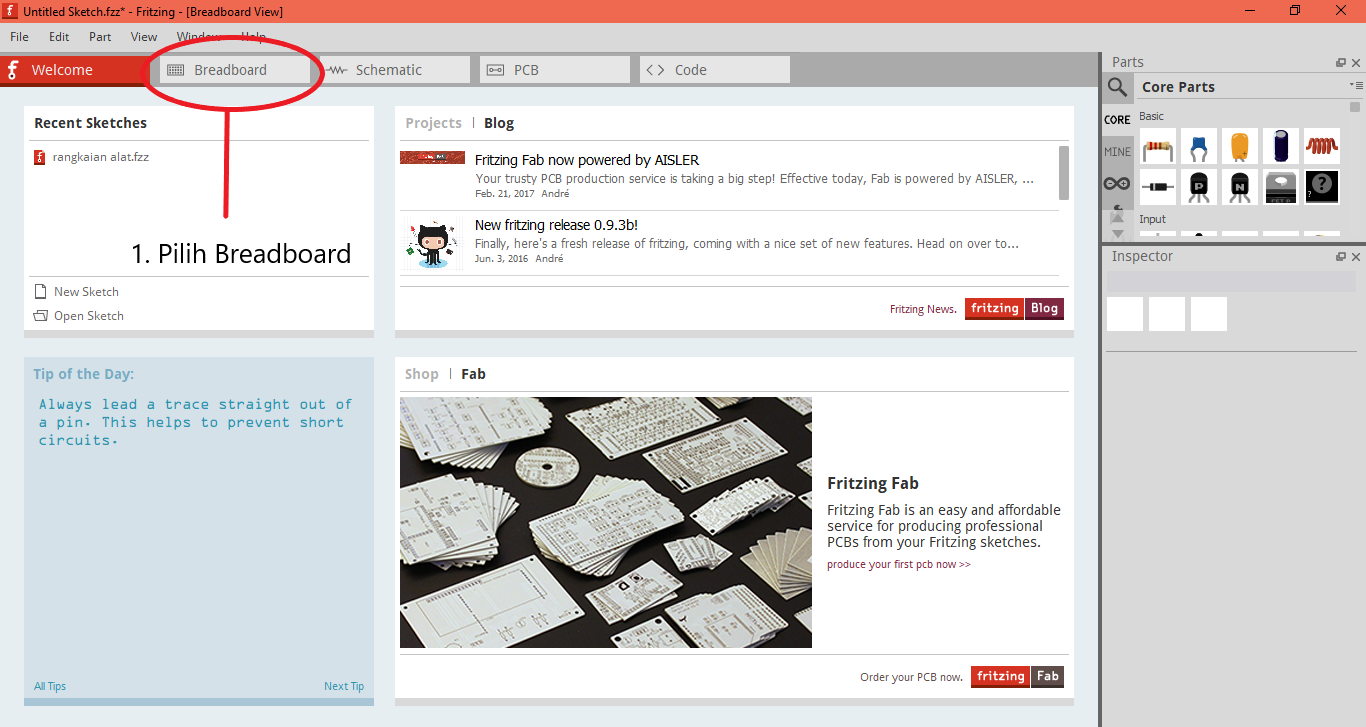 Untitled Sketch.fzz* - Fritzing - [Breadboard View]
File Edit Part View Window Help
Welcome Breadboard Schematic PCB Code
Recent Sketches
rangkaian alat.fzz
1. Pilih Breadboard
New Sketch
Open Sketch
Projects | Blog
Fritzing Fab now powered by AISLER
Your trusty PCB production service is taking a big step! Effective today, Fab is powered by AISLER, ...
Feb. 21, 2017 André
New fritzing release 0.9.3b!
Finally, here's a fresh release of fritzing, coming with a nice set of new features. Head on over to...
Jun. 3, 2016 André
Fritzing News. fritzing Blog
Tip of the Day:
Always lead a trace straight out of
a pin. This helps to prevent short
circuits.
All Tips Next Tip
Shop | Fab
Fritzing Fab
Fritzing Fab is an easy and affordable
service for producing professional
PCBs from your Fritzing sketches.
produce your first pcb now >>
Order your PCB now. fritzing Fab
Parts
Core Parts
CORE
MINE
Basic
P
N
?
Input
Inspector